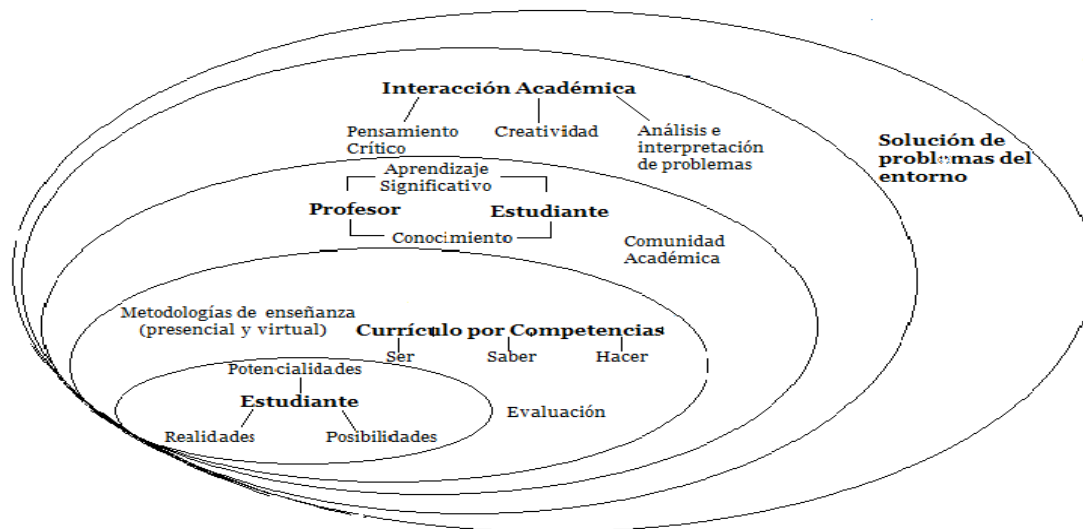 Interacción Académica
Pensamiento
Crítico
Creatividad
Análisis e
interpretación
de problemas
Solución de
problemas del
entorno
Aprendizaje
Significativo
Profesor
Estudiante
Conocimiento
Comunidad
Académica
Metodologías de enseñanza
(presencial y virtual)
Currículo por Competencias
Ser
Saber
Hacer
Potencialidades
Estudiante
Realidades
Posibilidades
Evaluación